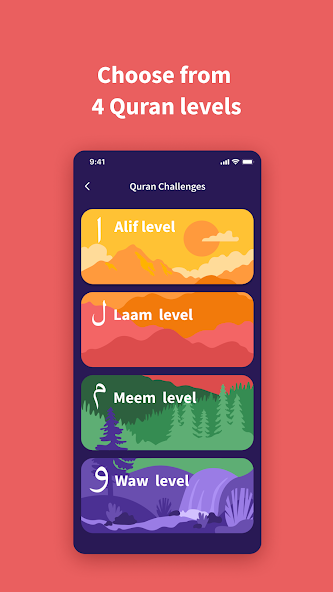 Choose from
4 Quran levels
9:41
Quran Challenges
ا Alif level
ل Laam level
م Meem level
و Waw level